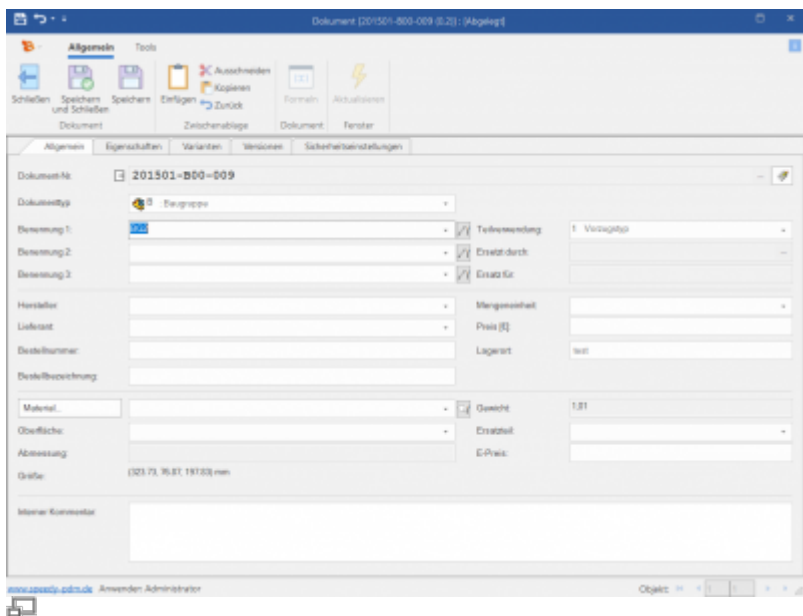 Dokument [201501-B00-009 (0.2)] : [Abgelegt]
Allgemein Tools
Schließen
Speichern und Schließen
Speichern
Einfügen
Ausschneiden
Kopieren
Zurück
Formeln
Aktualisieren
Dokument Zwischenablage Dokument Fenster
Allgemein Eigenschaften Varianten Versionen Sicherheitseinstellungen
Dokument-Nr. 201501-B00-009
Dokumenttyp B : Baugruppe
Benennung 1: Teilverwendung: 1 Vorzugstyp
Benennung 2: Ersetzt durch:
Benennung 3: Ersatz für:
Hersteller: Mengeneinheit:
Lieferant: Preis [€]:
Bestellnummer: Lagerort: test
Bestellbezeichnung:
Material... Gewicht: 1,01
Oberfläche: Ersatzteil:
Abmessung: E-Preis:
Größe: (323.73, 76.87, 197.03) mm
Interner Kommentar
www.speedy-pdm.de Anwender: Administrator Objekt: